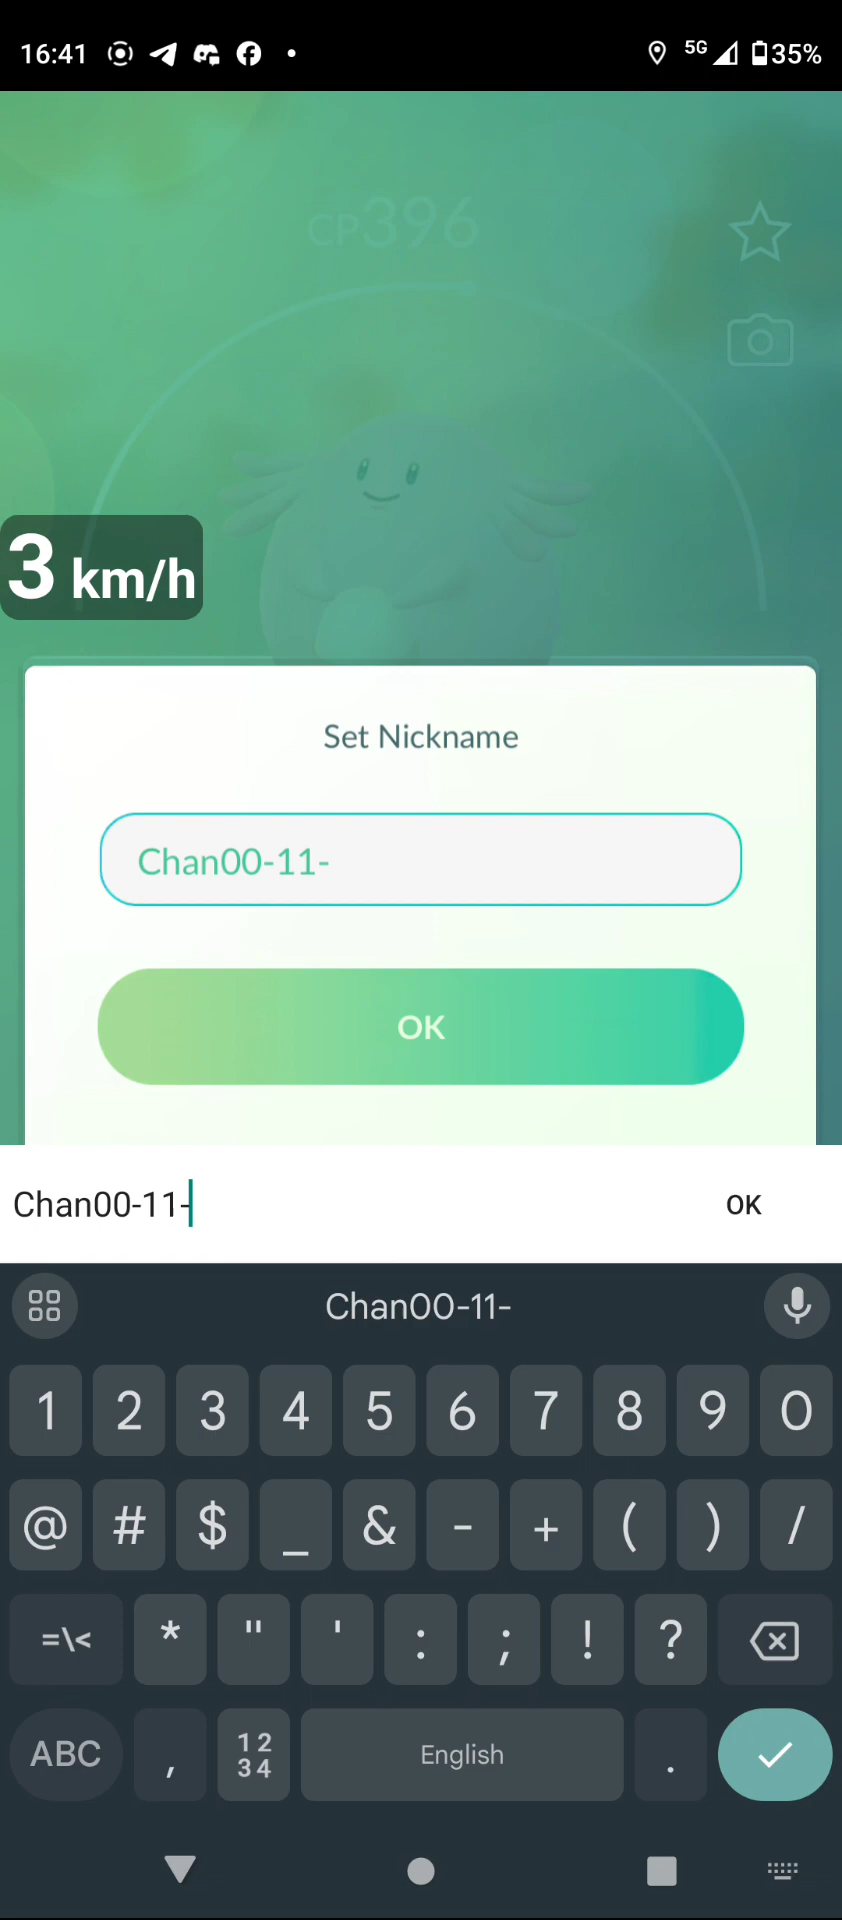 16:41 5G 35%
CP396
3 km/h
Set Nickname
Chan00-11-
OK
Chan00-11- OK
Chan00-11-
1 2 3 4 5 6 7 8 9 0
@ # $ _ & - + ( ) /
=\< * " ' : ; ! ?
ABC , 12 34 English .